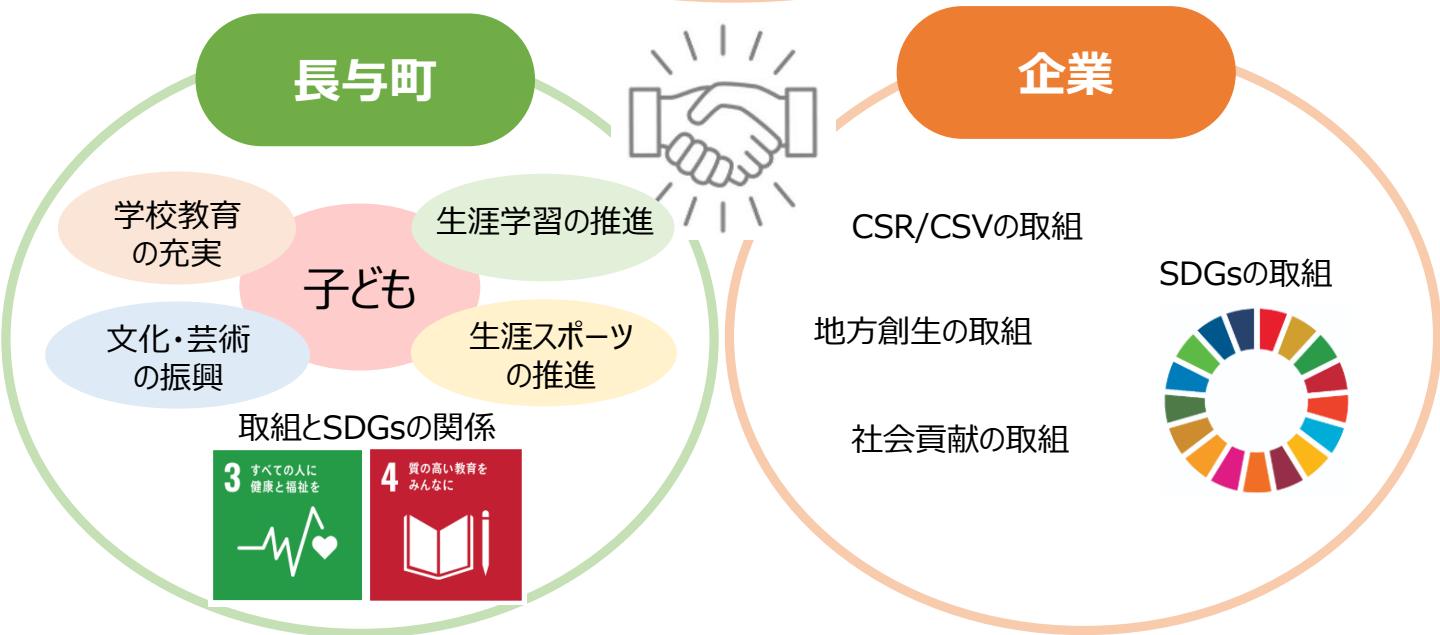 長与町
企業
学校教育
の充実
生涯学習の推進
子ども
文化・芸術
の振興
生涯スポーツ
の推進
取組とSDGsの関係
3 すべての人に
健康と福祉を
4 質の高い教育を
みんなに
CSR/CSVの取組
SDGsの取組
地方創生の取組
社会貢献の取組